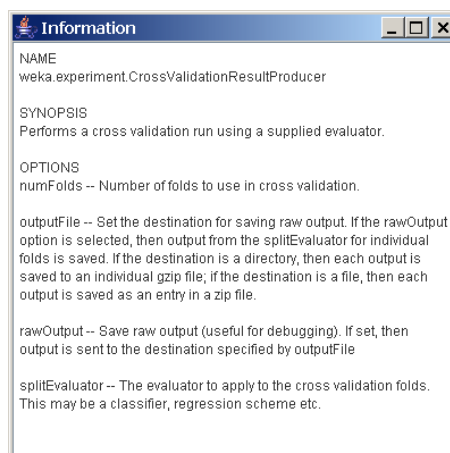 Information
NAME
weka.experiment.CrossValidationResultProducer
SYNOPSIS
Performs a cross validation run using a supplied evaluator.
OPTIONS
numFolds -- Number of folds to use in cross validation.
outputFile -- Set the destination for saving raw output. If the rawOutput
option is selected, then output from the splitEvaluator for individual
folds is saved. If the destination is a directory, then each output is
saved to an individual gzip file; if the destination is a file, then each
output is saved as an entry in a zip file.
rawOutput -- Save raw output (useful for debugging). If set, then
output is sent to the destination specified by outputFile
splitEvaluator -- The evaluator to apply to the cross validation folds.
This may be a classifier, regression scheme etc.